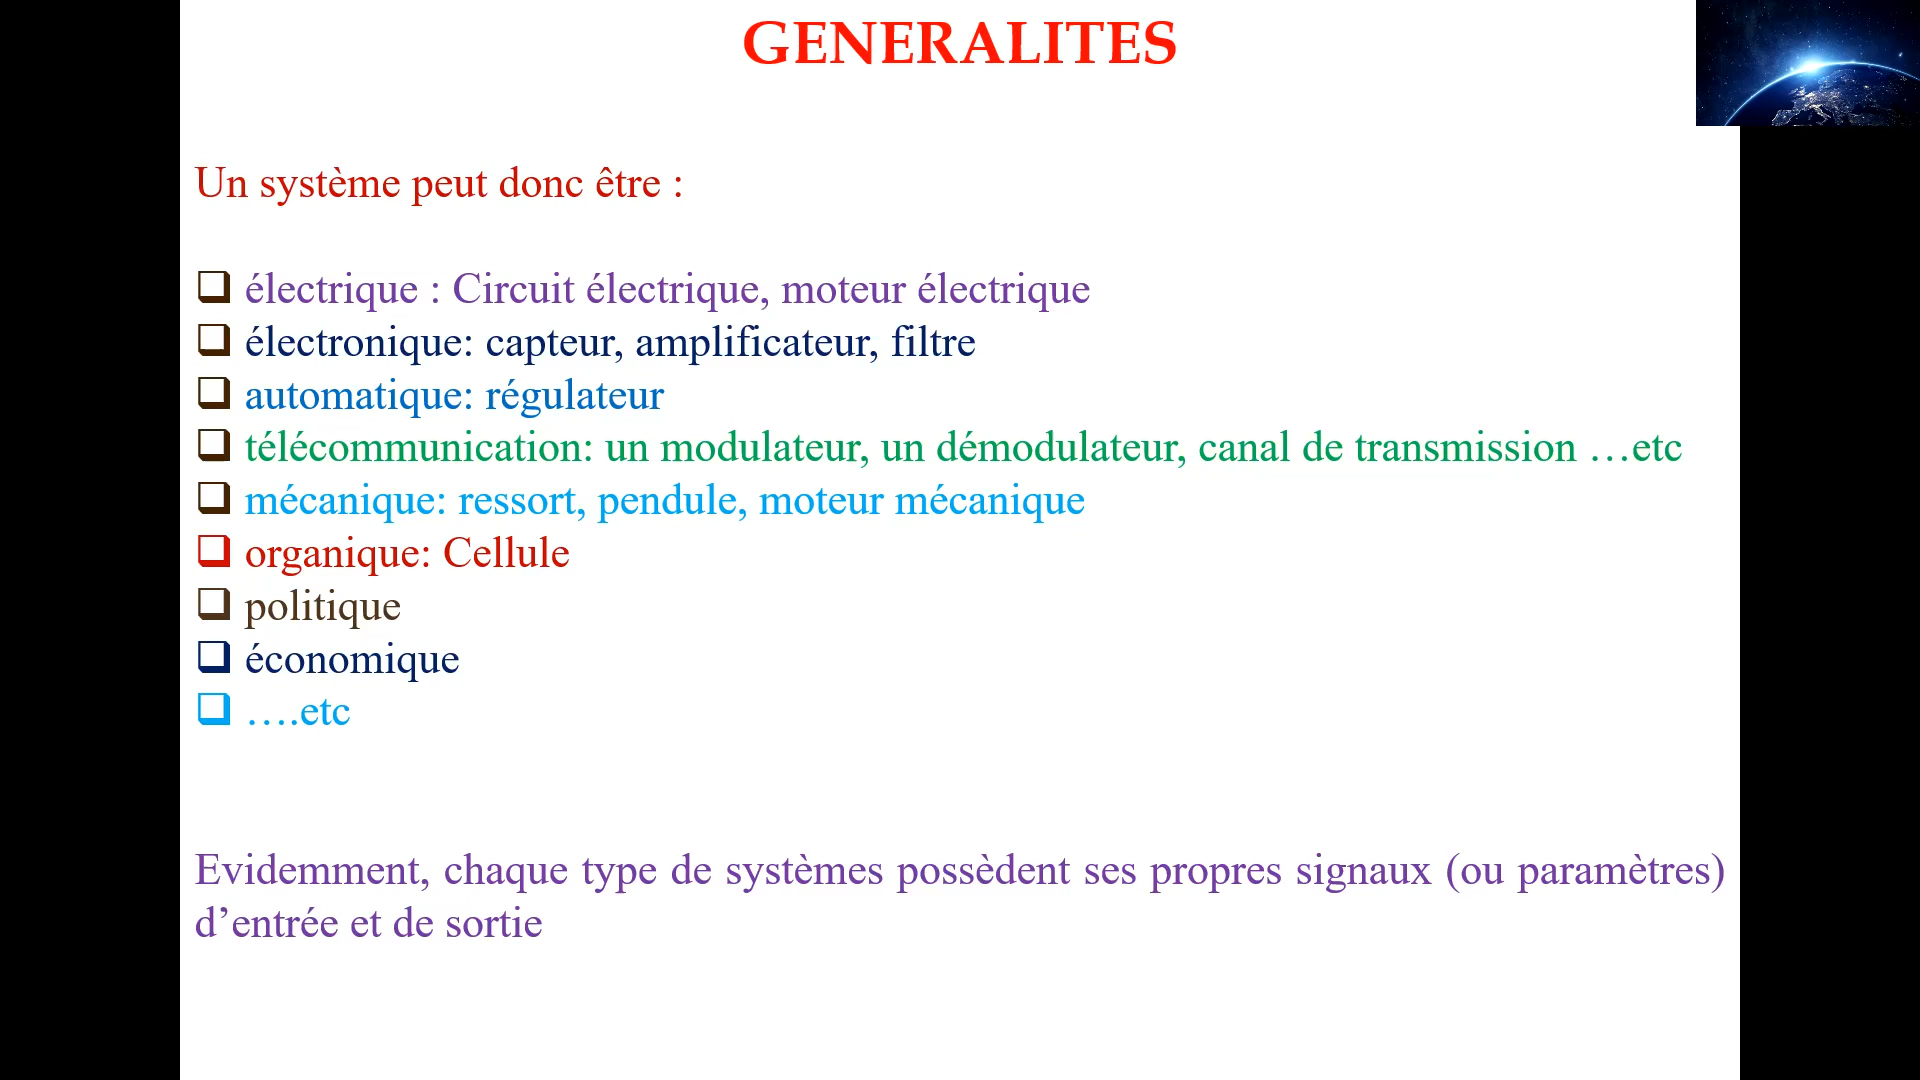 GENERALITES
Un système peut donc être :
électrique : Circuit électrique, moteur électrique
électronique: capteur, amplificateur, filtre
automatique: régulateur
télécommunication: un modulateur, un démodulateur, canal de transmission …etc
mécanique: ressort, pendule, moteur mécanique
organique: Cellule
politique
économique
….etc
Evidemment, chaque type de systèmes possèdent ses propres signaux (ou paramètres)
d’entrée et de sortie